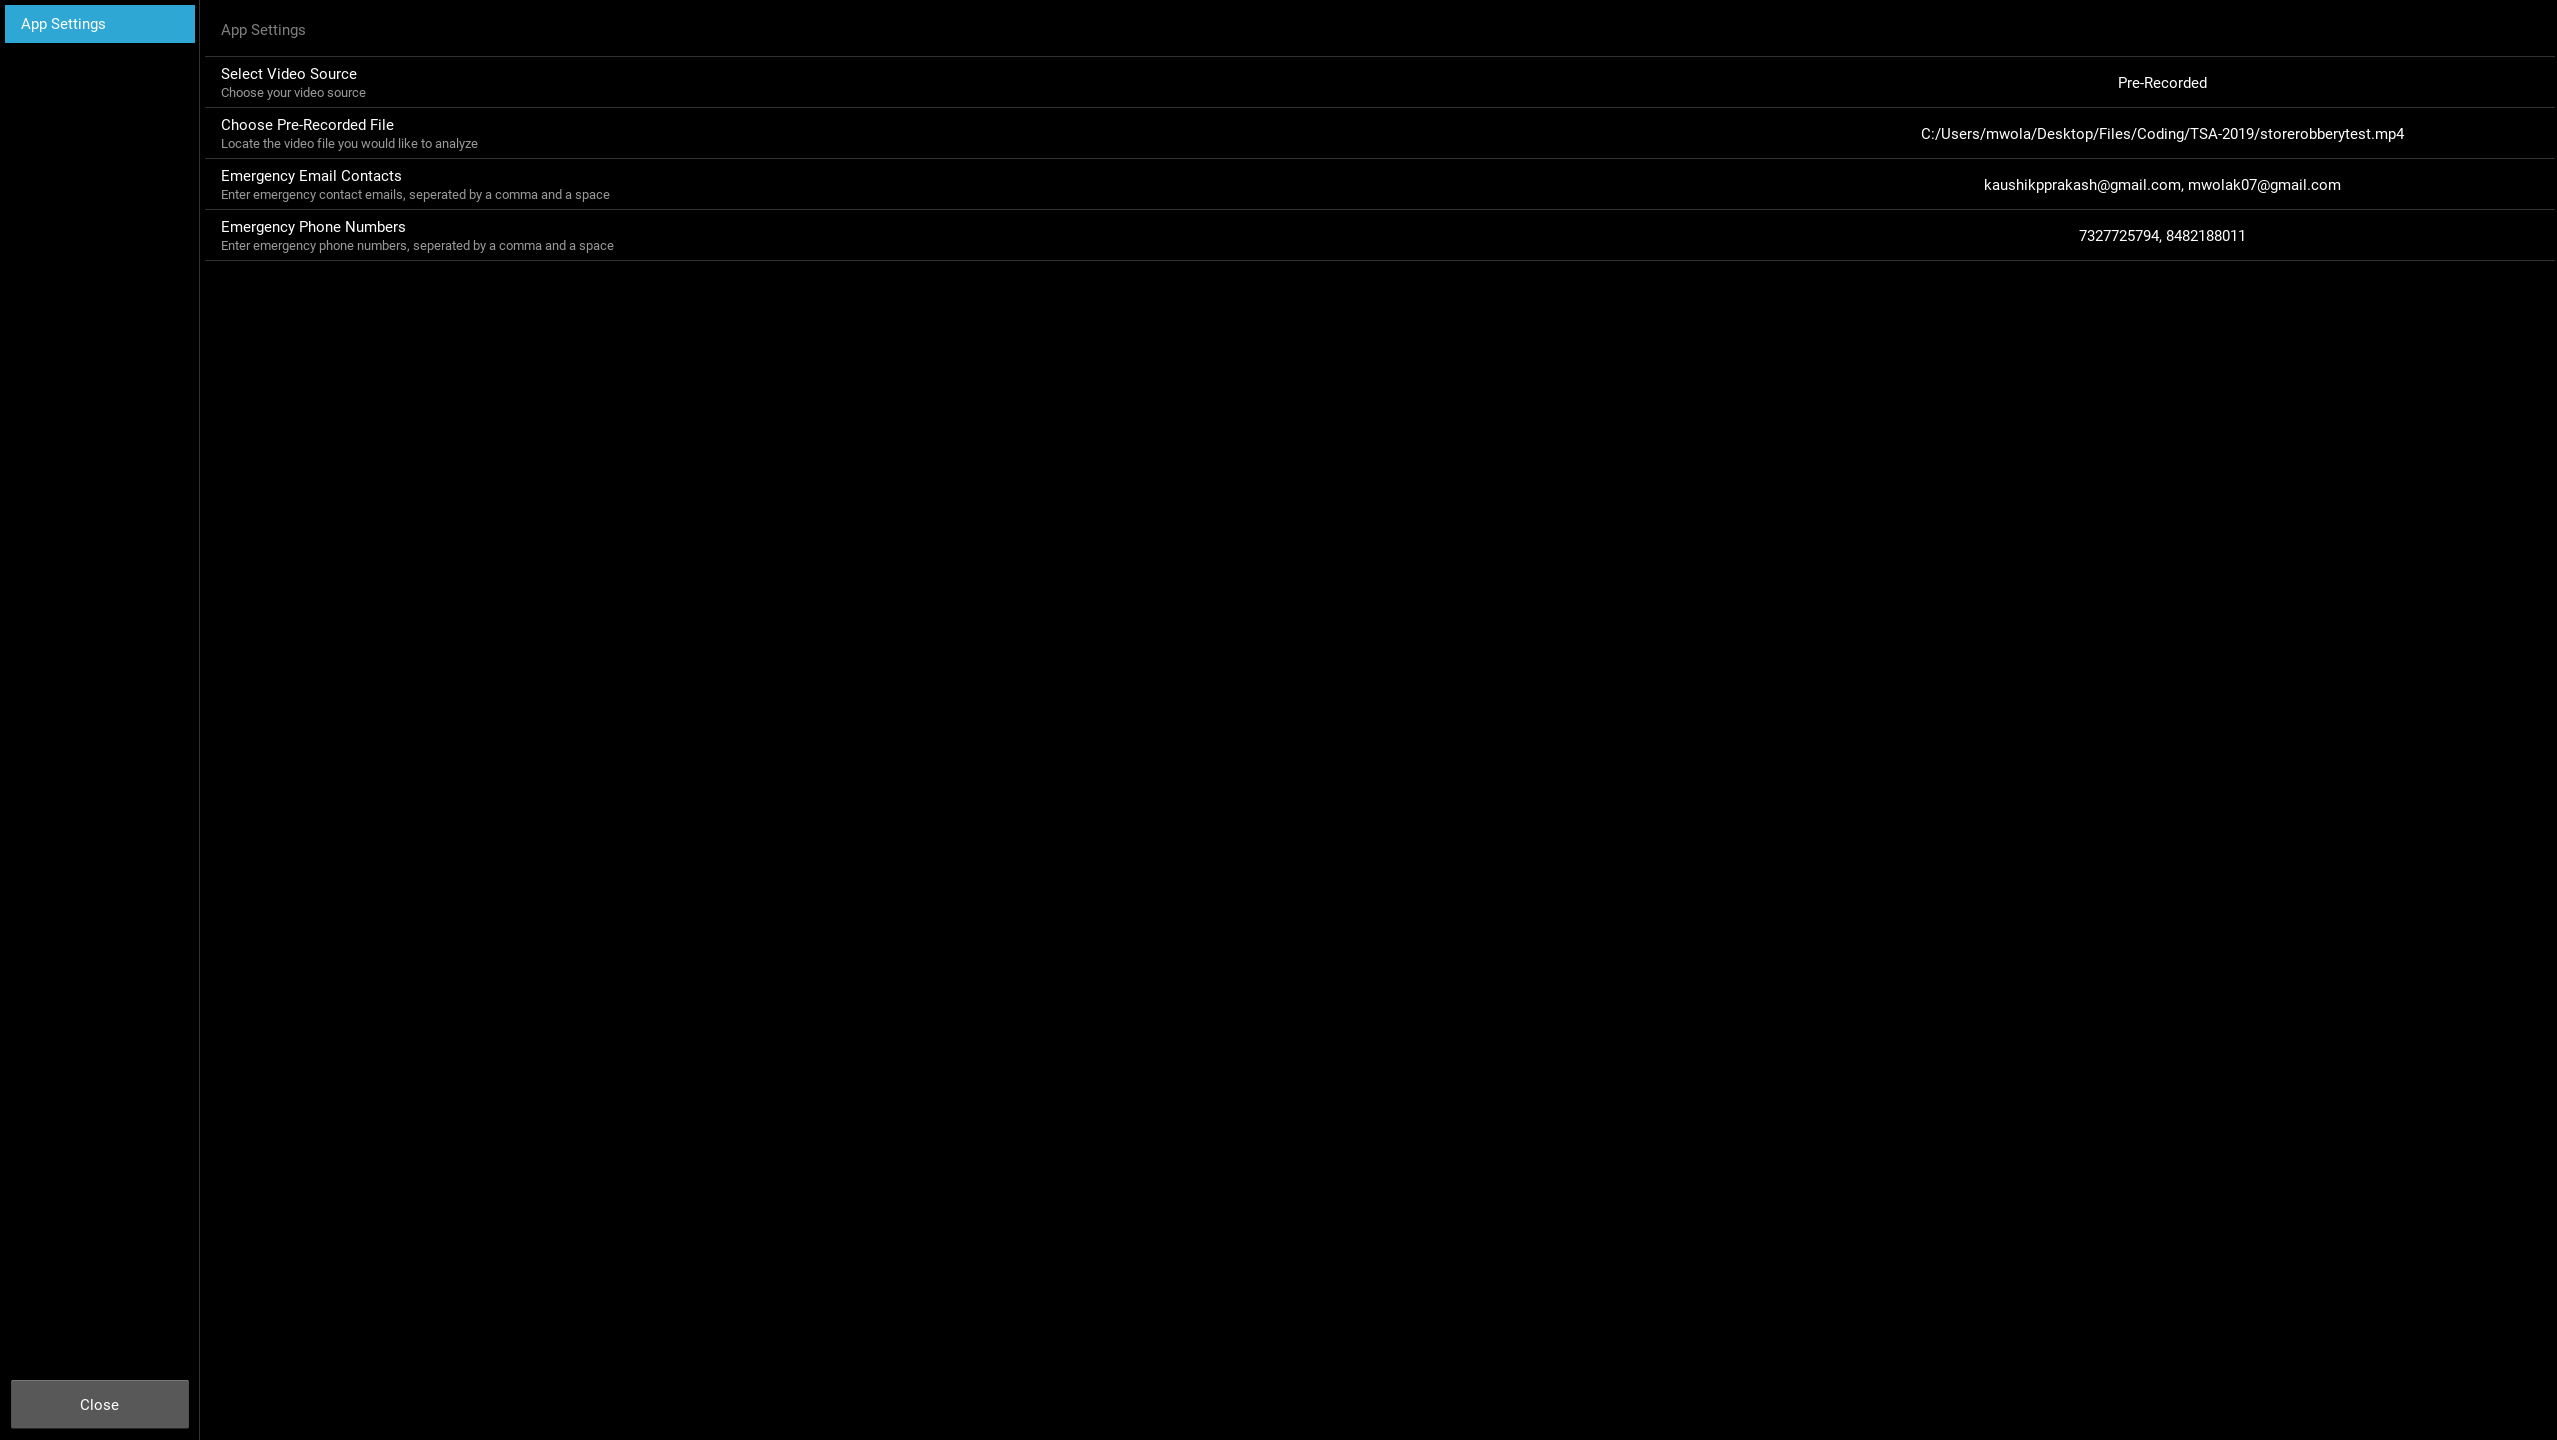 App Settings
App Settings
Select Video Source
Choose your video source
Pre-Recorded
Choose Pre-Recorded File
Locate the video file you would like to analyze
C:/Users/mwola/Desktop/Files/Coding/TSA-2019/storerobberytest.mp4
Emergency Email Contacts
Enter emergency contact emails, seperated by a comma and a space
kaushikpprakash@gmail.com, mwolak07@gmail.com
Emergency Phone Numbers
Enter emergency phone numbers, seperated by a comma and a space
7327725794, 8482188011
Close